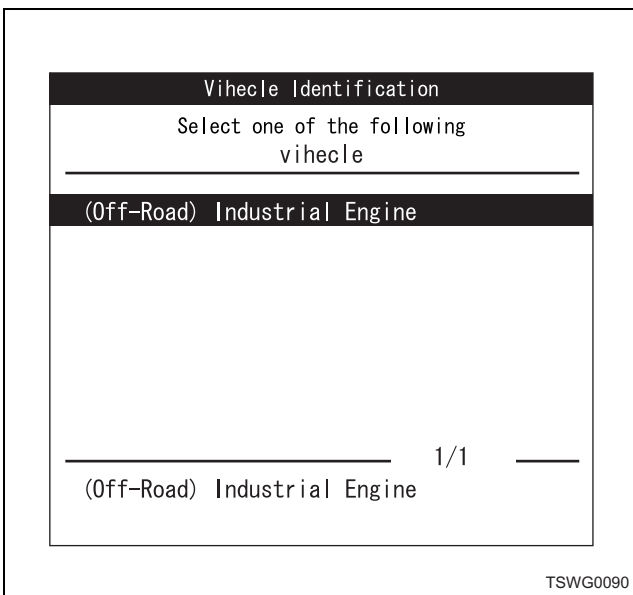 Vihecle Identification
Select one of the following
vihecle
(Off-Road) Industrial Engine
1/1
(Off-Road) Industrial Engine
TSWG0090